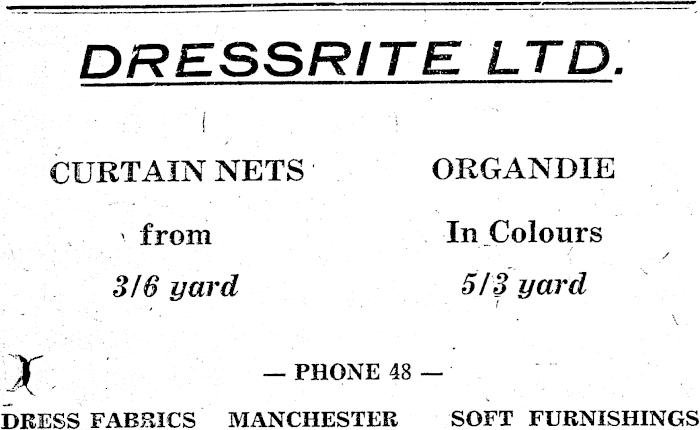 DRESSRITE LTD.
CURTAIN NETS
from
3/6 yard
ORGANDIE
In Colours
5/3 yard
— PHONE 48 —
DRESS FABRICS MANCHESTER SOFT FURNISHINGS